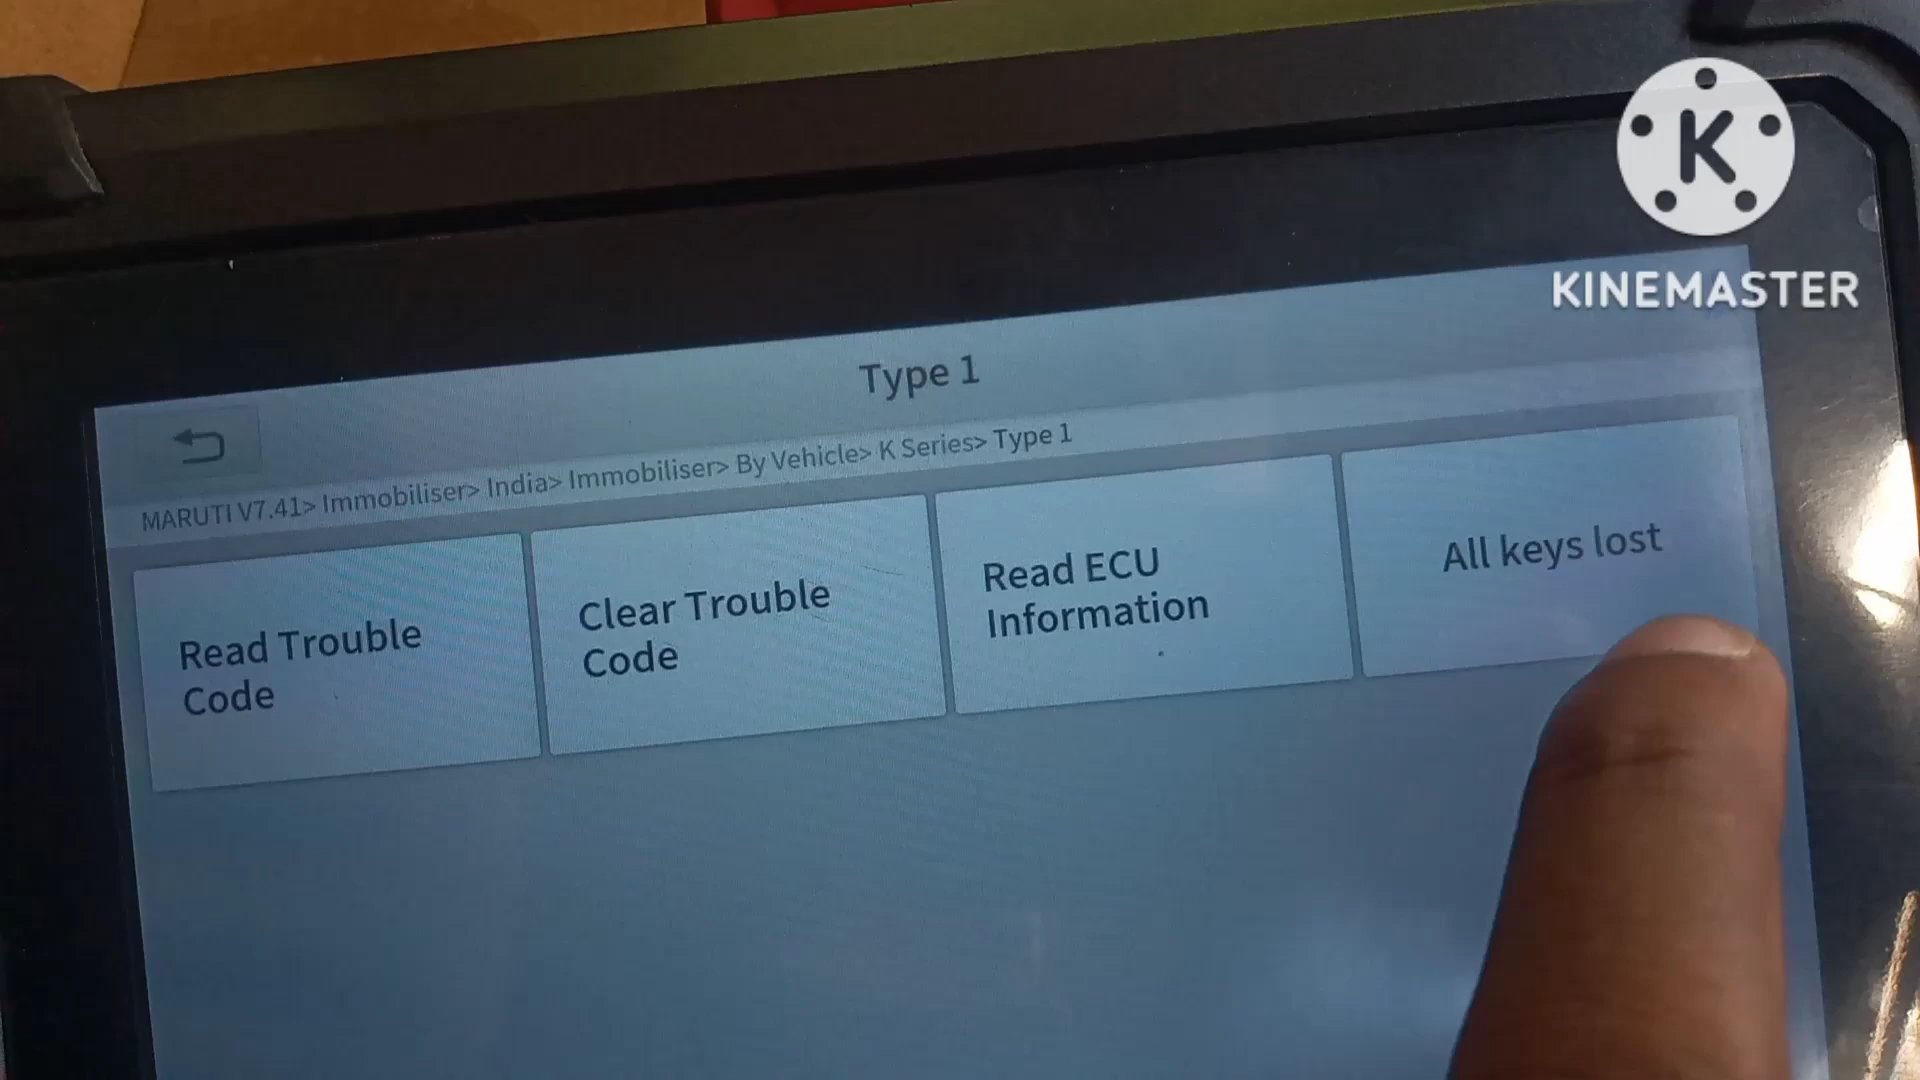 K
KINEMASTER
Type 1
MARUTI V7.41> Immobiliser> India> Immobiliser> By Vehicle> K Series> Type 1
Read Trouble
Code
Clear Trouble
Code
Read ECU
Information
All keys lost